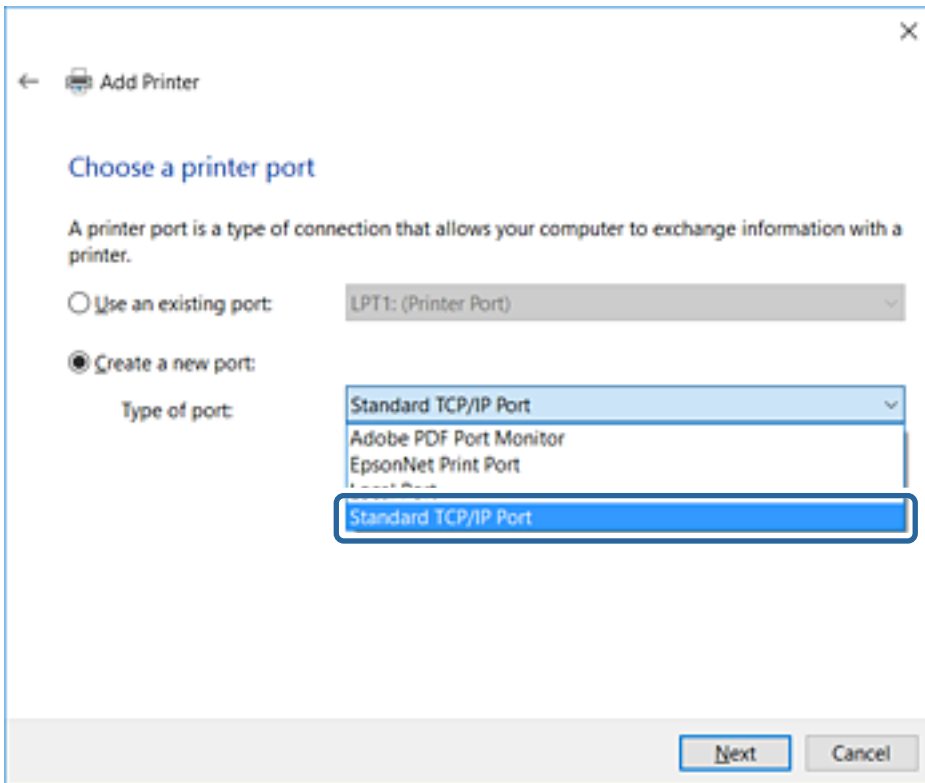 Add Printer
Choose a printer port
A printer port is a type of connection that allows your computer to exchange information with a
printer.
Use an existing port:
LPT1: (Printer Port)
Create a new port:
Type of port:
Standard TCP/IP Port
Adobe PDF Port Monitor
EpsonNet Print Port
Local Port
Standard TCP/IP Port
Next
Cancel